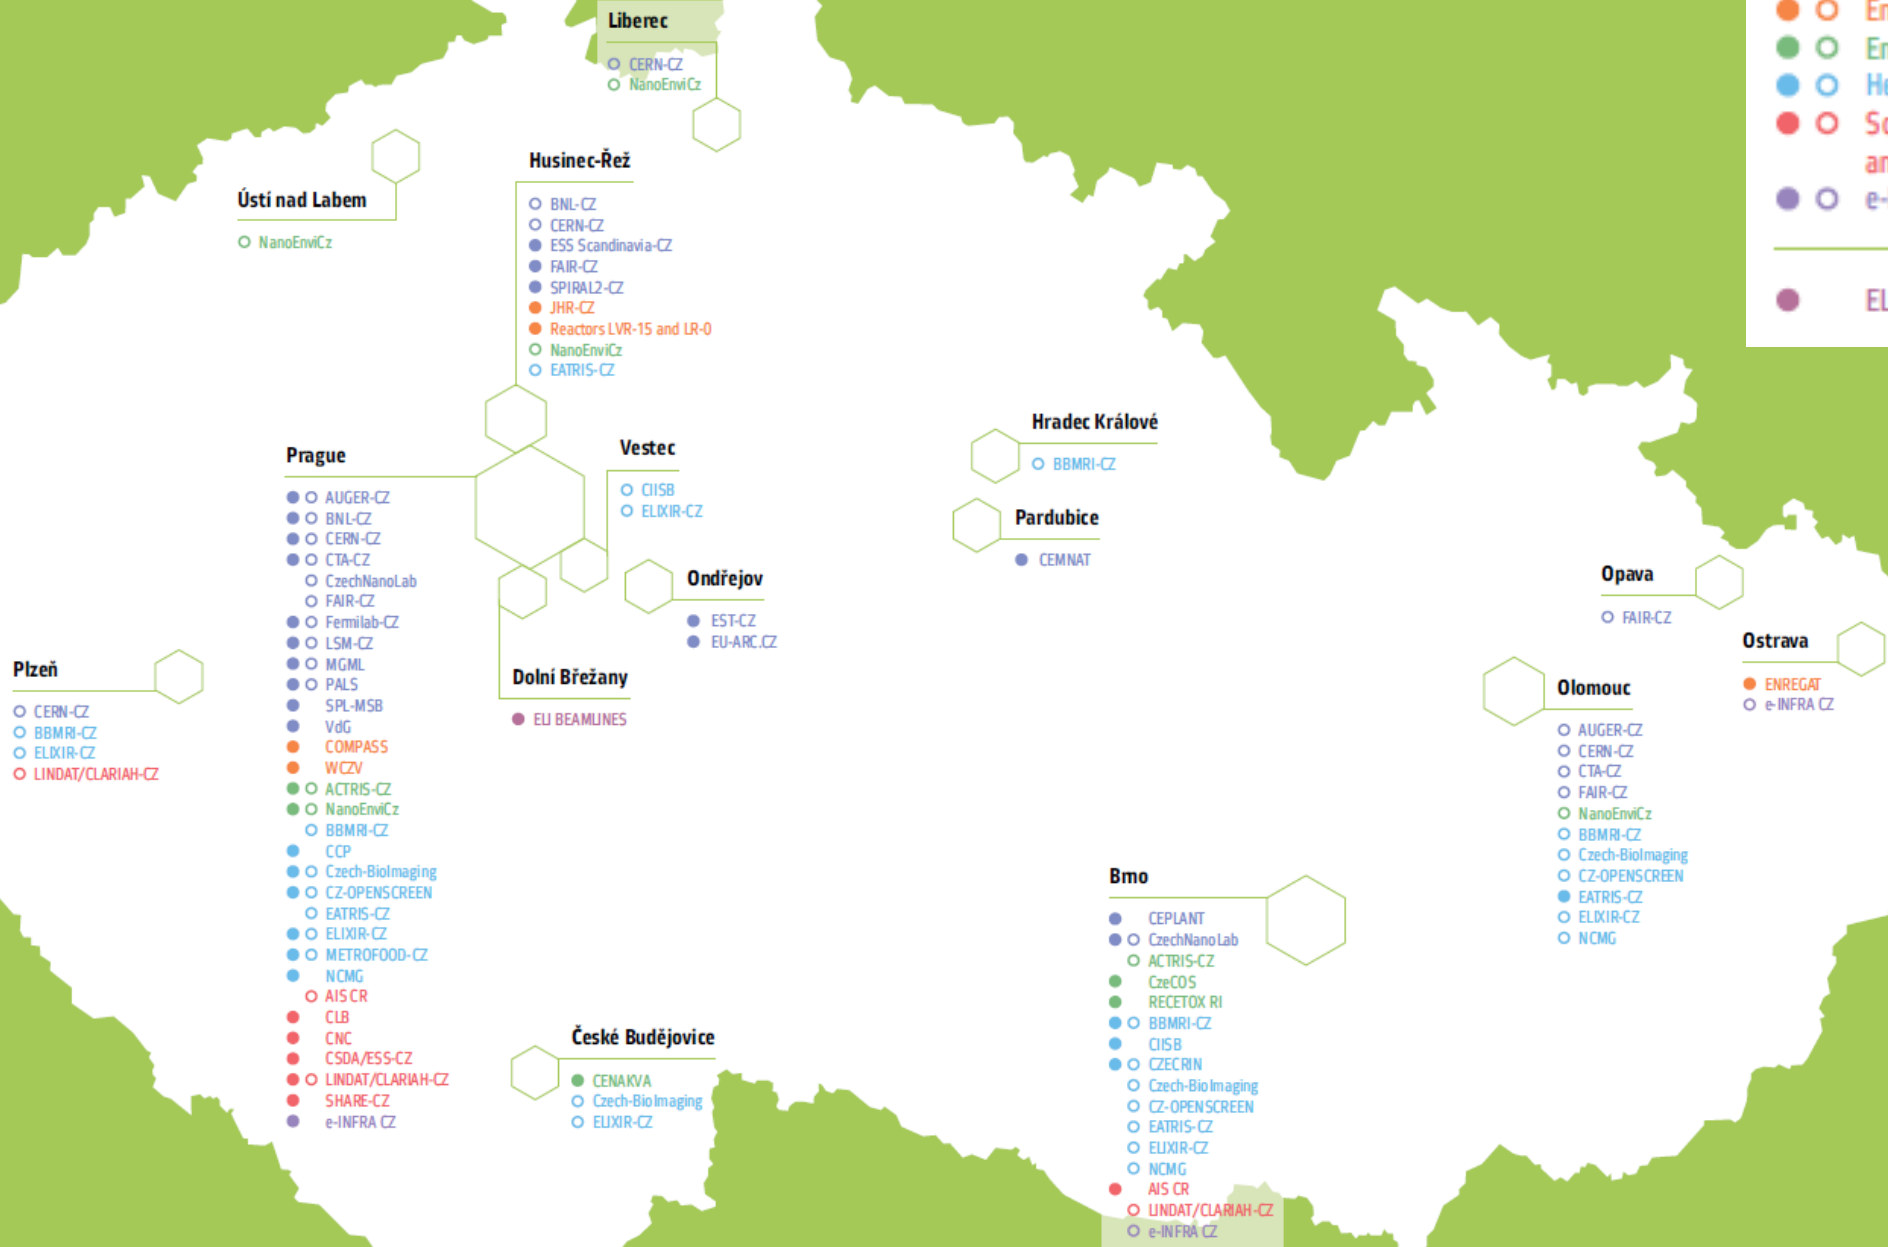 Liberec
CERN-CZ
NanoEnviCz
Husinec-Řež
BNL-CZ
CERN-CZ
ESS Scandinavia-CZ
FAIR-CZ
SPIRAL2-CZ
JHR-CZ
Reactors LVR-15 and LR-0
NanoEnviCz
EATRIS-CZ
Ústí nad Labem
NanoEnviCz
Prague
AUGER-CZ
BNL-CZ
CERN-CZ
CTA-CZ
CzechNanoLab
FAIR-CZ
Fermilab-CZ
LSM-CZ
MGML
PALS
SPL-MSB
VdG
COMPASS
WCZV
ACTRIS-CZ
NanoEnviCz
BBMRI-CZ
CCP
Czech-BioImaging
CZ-OPENSCREEN
EATRIS-CZ
ELIXIR-CZ
METROFOOD-CZ
NCMG
AIS CR
CLB
CNC
CSDA/ESS-CZ
LINDAT/CLARIAH-CZ
SHARE-CZ
e-INFRA CZ
Vestec
CIISB
ELIXIR-CZ
Ondřejov
EST-CZ
EU-ARC.CZ
Dolní Břežany
ELI BEAMLINES
Plzeň
CERN-CZ
BBMRI-CZ
ELIXIR-CZ
LINDAT/CLARIAH-CZ
České Budějovice
CENAKVA
Czech-BioImaging
ELIXIR-CZ
Hradec Králové
BBMRI-CZ
Pardubice
CEMNAT
Brno
CEPLANT
CzechNanoLab
ACTRIS-CZ
CzeCOS
RECETOX RI
BBMRI-CZ
CIISB
CZECRIN
Czech-BioImaging
CZ-OPENSCREEN
EATRIS-CZ
ELIXIR-CZ
NCMG
AIS CR
LINDAT/CLARIAH-CZ
e-INFRA CZ
Opava
FAIR-CZ
Ostrava
ENREGAT
e-INFRA CZ
Olomouc
AUGER-CZ
CERN-CZ
CTA-CZ
FAIR-CZ
NanoEnviCz
BBMRI-CZ
Czech-BioImaging
CZ-OPENSCREEN
EATRIS-CZ
ELIXIR-CZ
NCMG